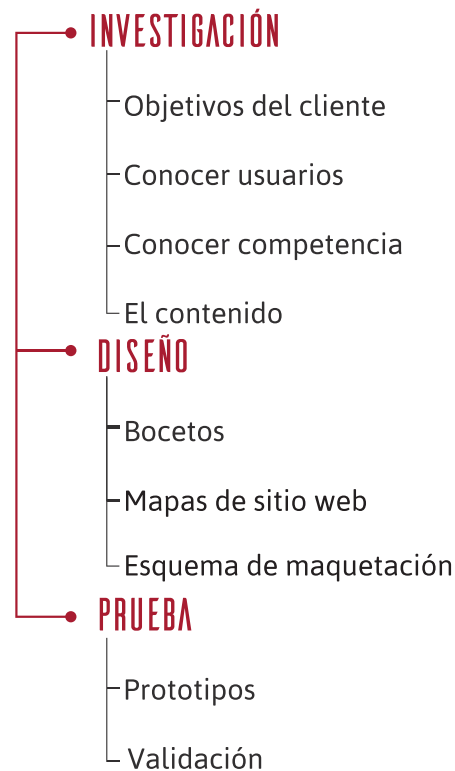 INVESTIGACIÓN
Objetivos del cliente
Conocer usuarios
Conocer competencia
El contenido
DISEÑO
Bocetos
Mapas de sitio web
Esquema de maquetación
PRUEBA
Prototipos
Validación